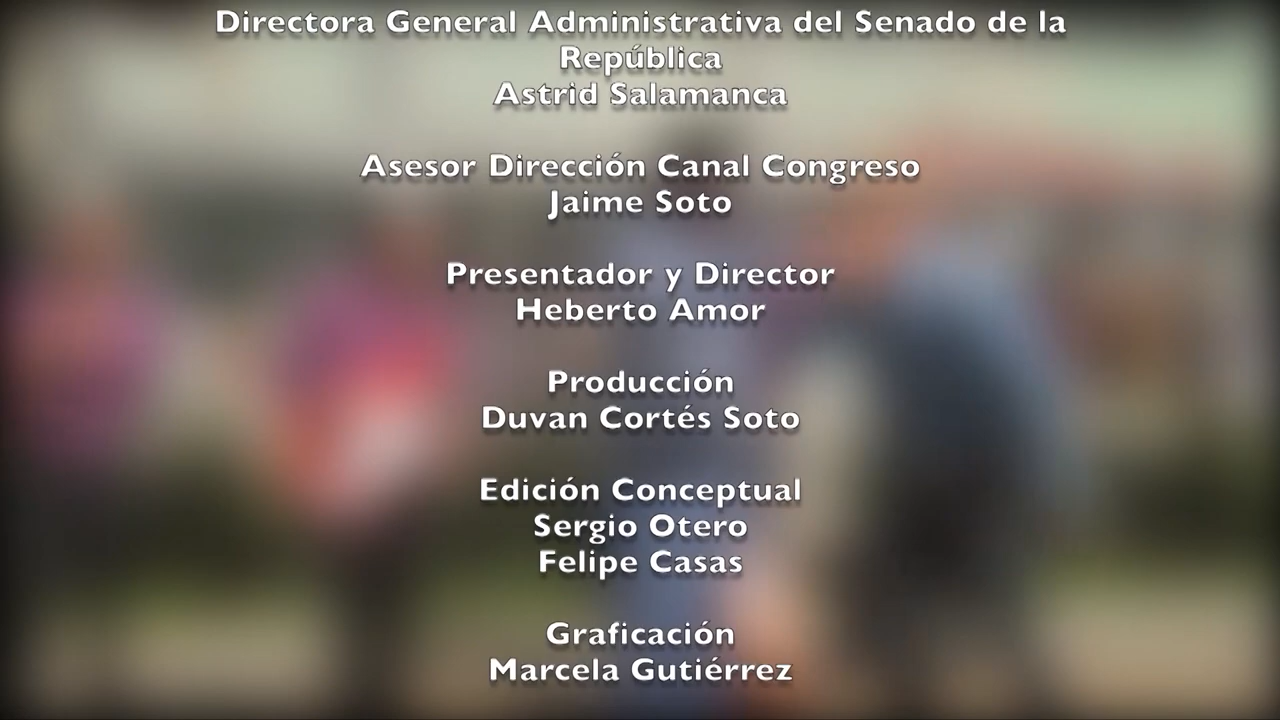 Directora General Administrativa del Senado de la
República
Astrid Salamanca
Asesor Dirección Canal Congreso
Jaime Soto
Presentador y Director
Heberto Amor
Producción
Duvan Cortés Soto
Edición Conceptual
Sergio Otero
Felipe Casas
Graficación
Marcela Gutiérrez